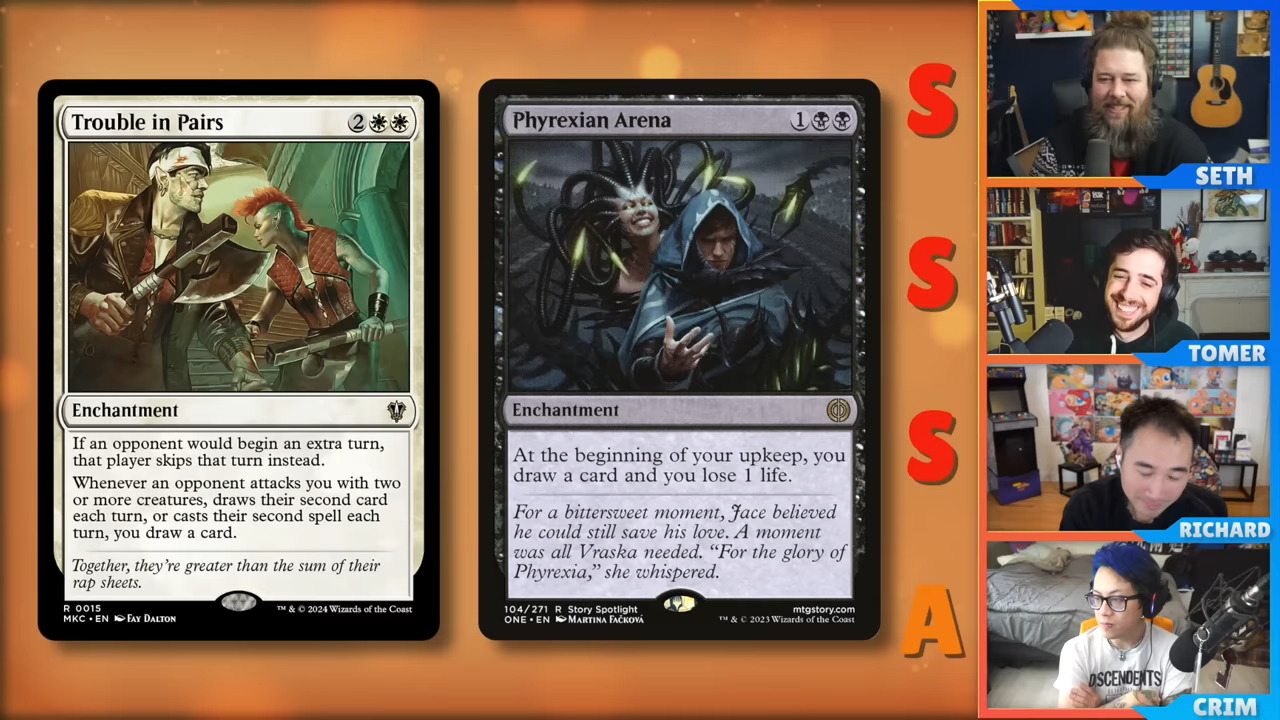 Trouble in Pairs 2
Enchantment
If an opponent would begin an extra turn,
that player skips that turn instead.
Whenever an opponent attacks you with two
or more creatures, draws their second card
each turn, or casts their second spell each
turn, you draw a card.
Together, they're greater than the sum of their
rap sheets.
R 0015
MKC • EN Fay Dalton
™ & © 2024 Wizards of the Coast
Phyrexian Arena 1
Enchantment
At the beginning of your upkeep, you
draw a card and you lose 1 life.
For a bittersweet moment, Jace believed
he could still save his love. A moment
was all Vraska needed. "For the glory of
Phyrexia," she whispered.
104/271 R Story Spotlight
ONE • EN Martina Fačková
mtgstory.com
™ & © 2023 Wizards of the Coast
S
S
S
A
SETH
TOMER
RICHARD
DESCENDENTS
CRIM